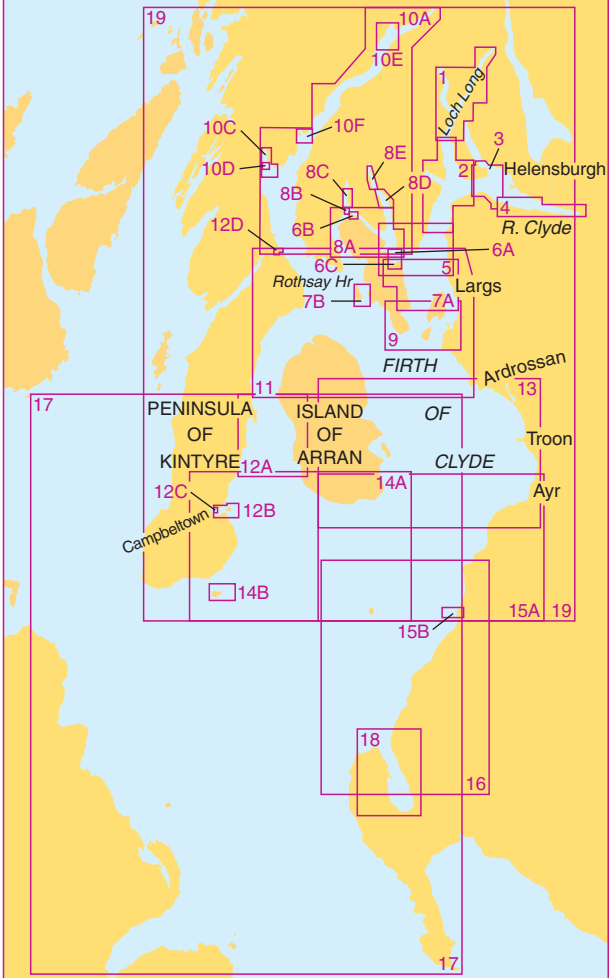 19
10A
10E
1
Loch Long
10C
10F
3
10D
8E
2
Helensburgh
8C
8D
8B
4
6B
R. Clyde
12D
8A
6A
6C
5
Rothsay Hr
Largs
7B
7A
9
FIRTH
Ardrossan
11
13
17
PENINSULA
ISLAND
OF
OF
OF
Troon
KINTYRE
ARRAN
CLYDE
12A
14A
12C
Ayr
12B
Campbeltown
14B
15A
19
15B
18
16
17